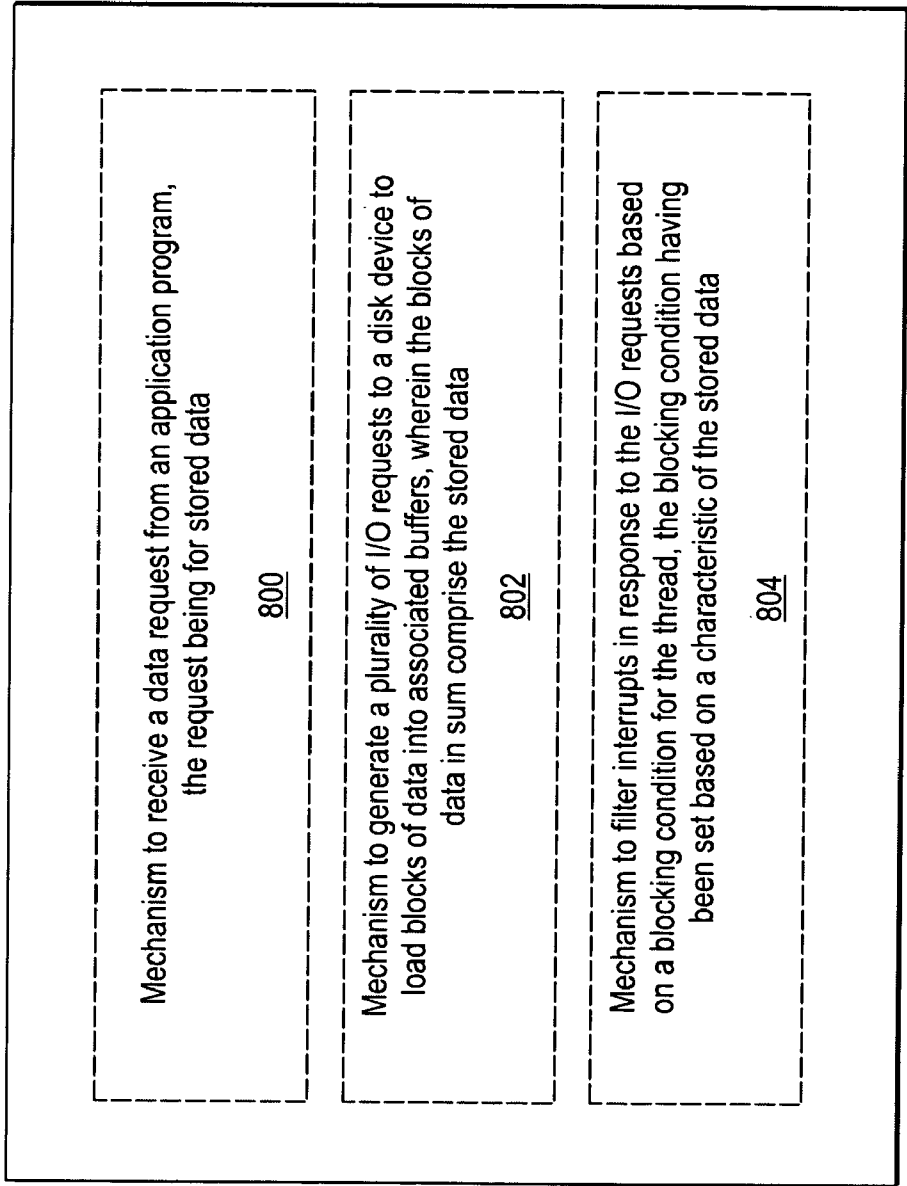 Mechanism to receive a data request from an application program,
the request being for stored data
800
Mechanism to generate a plurality of I/O requests to a disk device to
load blocks of data into associated buffers, wherein the blocks of
data in sum comprise the stored data
802
Mechanism to filter interrupts in response to the I/O requests based
on a blocking condition for the thread, the blocking condition having
been set based on a characteristic of the stored data
804